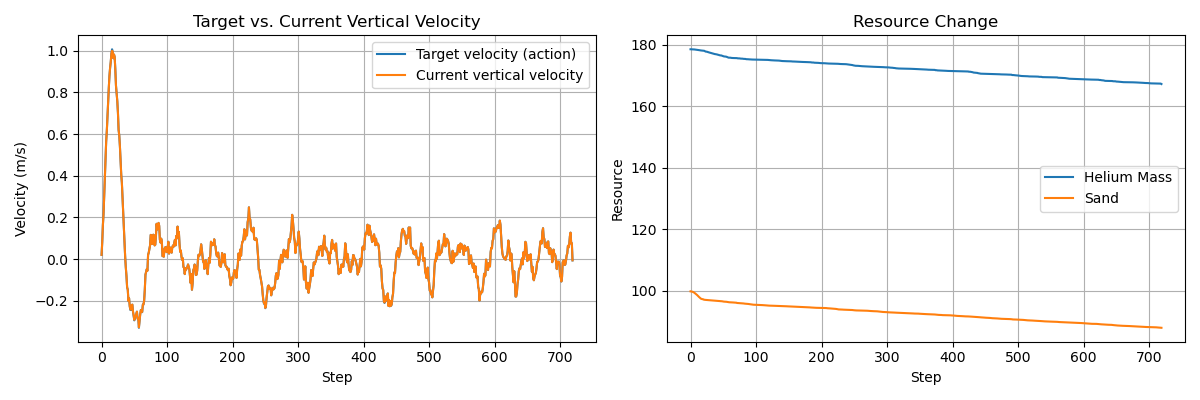 Target vs. Current Vertical Velocity
Velocity (m/s)
1.0
0.8
0.6
0.4
0.2
0.0
−0.2
Target velocity (action)
Current vertical velocity
0 100 200 300 400 500 600 700
Step
Resource Change
Resource
180
160
140
120
100
Helium Mass
Sand
0 100 200 300 400 500 600 700
Step